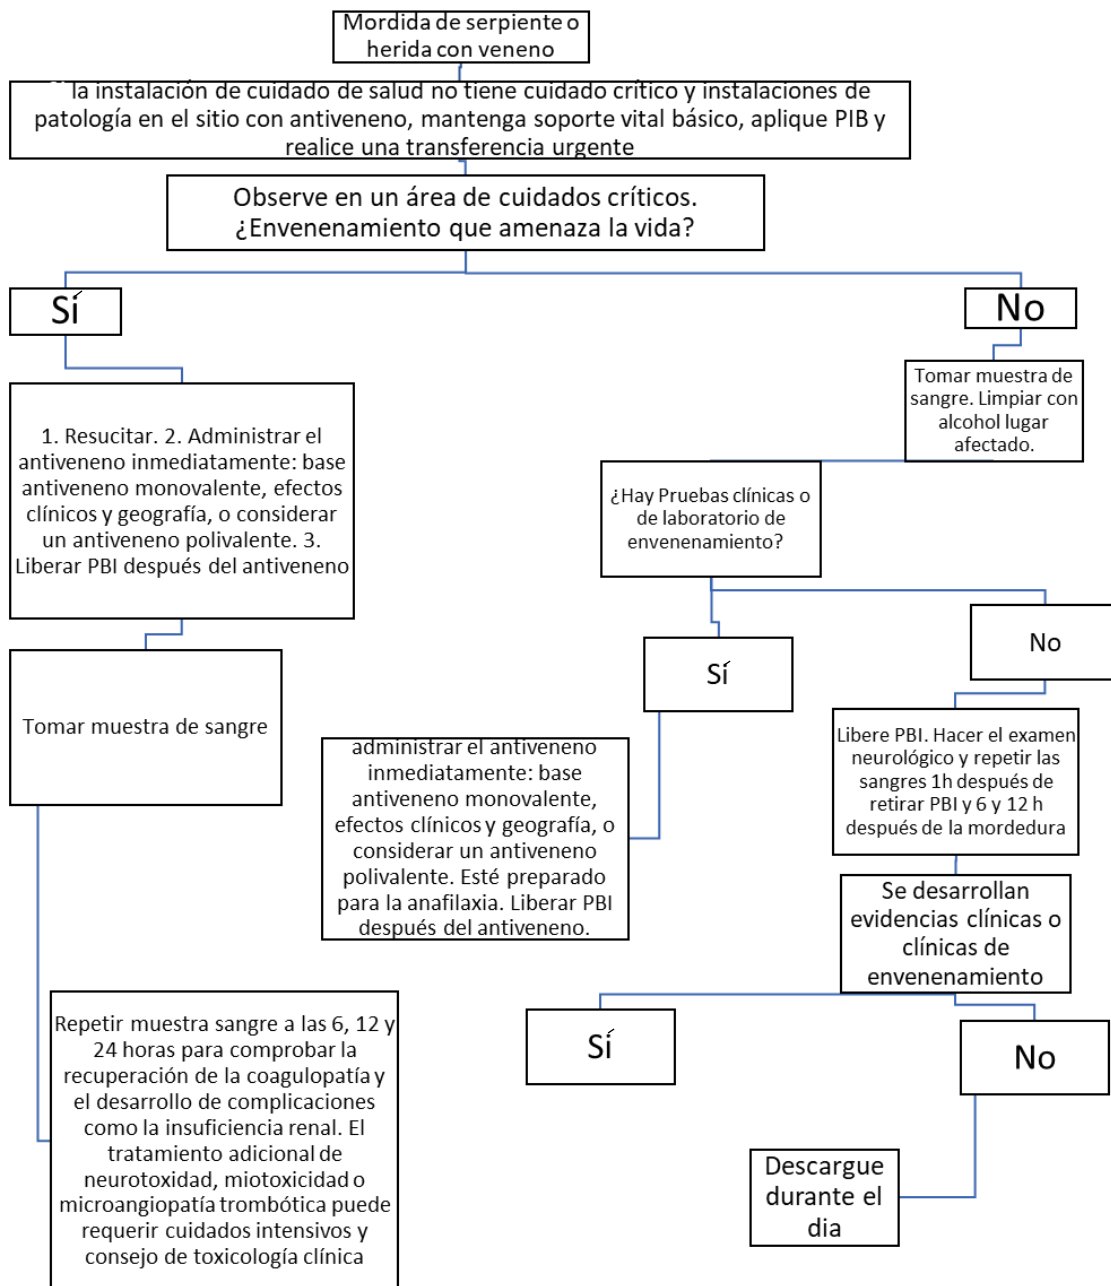 Mordida de serpiente o
herida con veneno
la instalación de cuidado de salud no tiene cuidado crítico y instalaciones de
patología en el sitio con antiveneno, mantenga soporte vital básico, aplique PIB y
realice una transferencia urgente
Observe en un área de cuidados críticos.
¿Envenenamiento que amenaza la vida?
Sí
No
1. Resucitar. 2. Administrar el
antiveneno inmediatamente: base
antiveneno monovalente, efectos
clínicos y geografía, o considerar
un antiveneno polivalente. 3.
Liberar PBI después del antiveneno
Tomar muestra de sangre
Repetir muestra sangre a las 6, 12 y
24 horas para comprobar la
recuperación de la coagulopatía y
el desarrollo de complicaciones
como la insuficiencia renal. El
tratamiento adicional de
neurotoxidad, miotoxicidad o
microangiopatía trombótica puede
requerir cuidados intensivos y
consejo de toxicología clínica
Tomar muestra de
sangre. Limpiar con
alcohol lugar
afectado.
¿Hay Pruebas clínicas o
de laboratorio de
envenenamiento?
Sí
No
administrar el antiveneno
inmediatamente: base
antiveneno monovalente,
efectos clínicos y geografía, o
considerar un antiveneno
polivalente. Esté preparado
para la anafilaxia. Liberar PBI
después del antiveneno.
Libere PBI. Hacer el examen
neurológico y repetir las
sangres 1h después de
retirar PBI y 6 y 12 h
después de la mordedura
Se desarrollan
evidencias clínicas o
clínicas de
envenenamiento
Sí
No
Descargue
durante el
dia